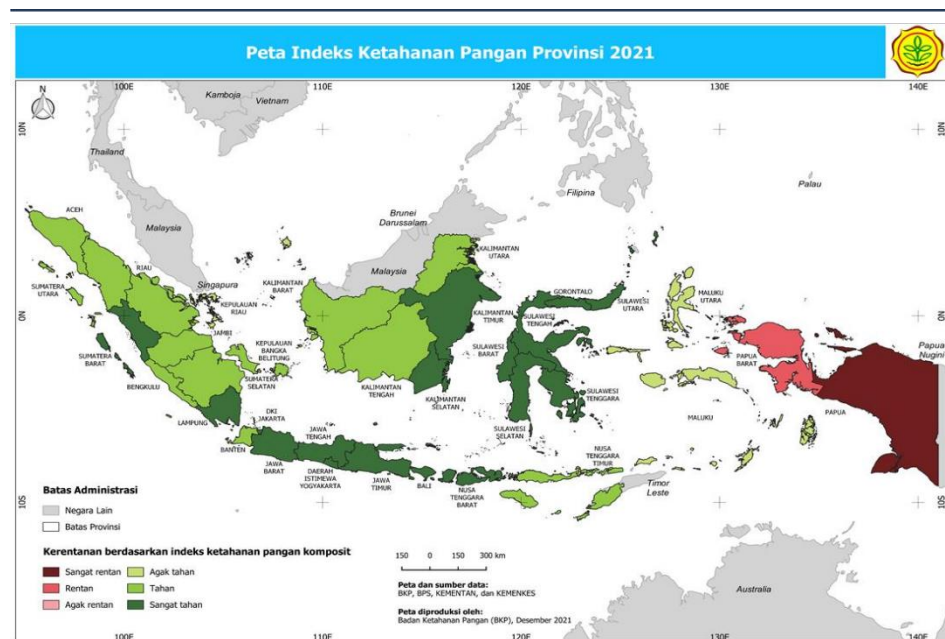 Peta Indeks Ketahanan Pangan Provinsi 2021
100E
110E
120E
130E
140E
N
10N
10N
Kamboja
Vietnam
Thailand
Filipina
Palau
ACEH
Malaysia
Brunei
Darussalam
RIAU
Singapura
KALIMANTAN
BARAT
Malaysia
KALIMANTAN
UTARA
SUMATERA
UTARA
KEPULAUAN
RIAU
GORONTALO
MALUKU
UTARA
0N
0N
JAMBI
KALIMANTAN
TIMUR
SULAWESI
TENGAH
SULAWESI
UTARA
SUMATERA
BARAT
KEPULAUAN
BANGKA
BELITUNG
SULAWESI
BARAT
PAPUA
BARAT
Papua
Nugini
BENGKULU
SUMATERA
SELATAN
KALIMANTAN
TENGAH
KALIMANTAN
SELATAN
SULAWESI
TENGGARA
LAMPUNG
DKI
JAKARTA
JAWA
TENGAH
SULAWESI
SELATAN
MALUKU
PAPUA
BANTEN
JAWA
BARAT
DAERAH
ISTIMEWA
YOGYAKARTA
JAWA
TIMUR
BALI
NUSA
TENGGARA
BARAT
NUSA
TENGGARA
TIMUR
Timor
Leste
10S
10S
Batas Administrasi
Negara Lain
Batas Provinsi
Kerentanan berdasarkan indeks ketahanan pangan komposit
Sangat rentan
Agak tahan
Rentan
Tahan
Agak rentan
Sangat tahan
150 0 150 300 km
Peta dan sumber data:
BKP, BPS, KEMENTAN, dan KEMENKES
Peta diproduksi oleh:
Badan Ketahanan Pangan (BKP), Desember 2021
Australia
100E
110E
120E
130E
140E